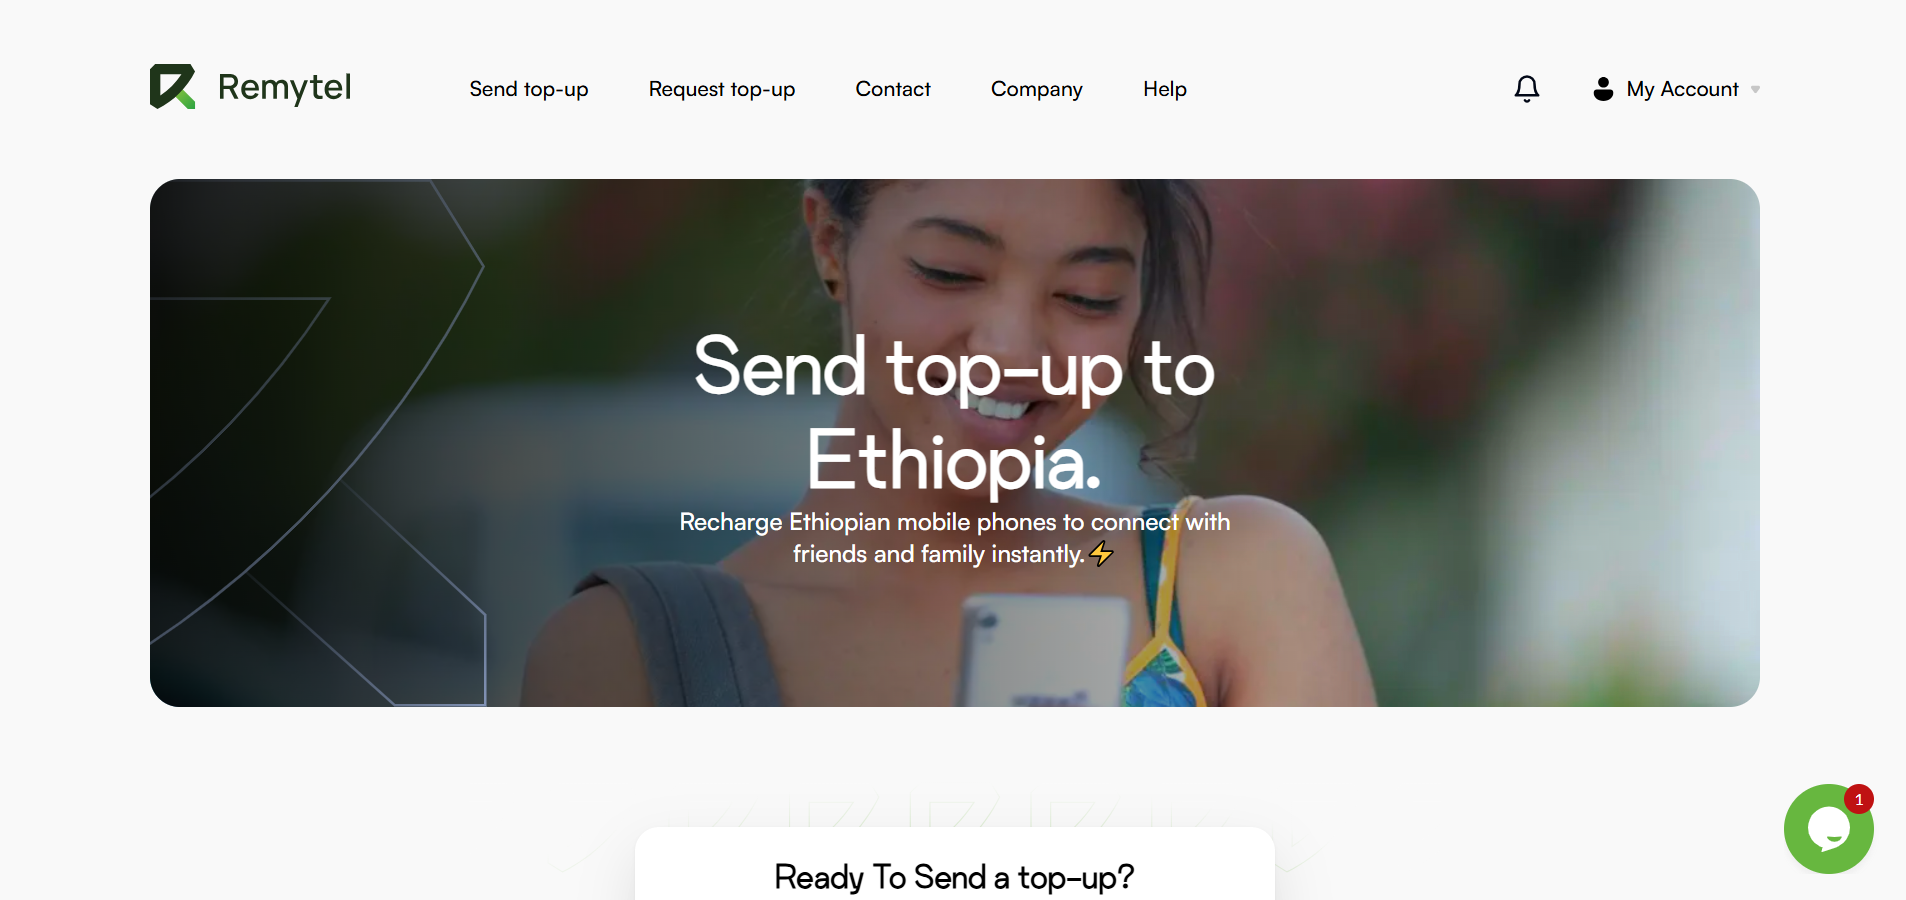 Remytel
Send top-up
Request top-up
Contact
Company
Help
My Account
Send top-up to
Ethiopia.
Recharge Ethiopian mobile phones to connect with
friends and family instantly.⚡
1
Ready To Send a top-up?